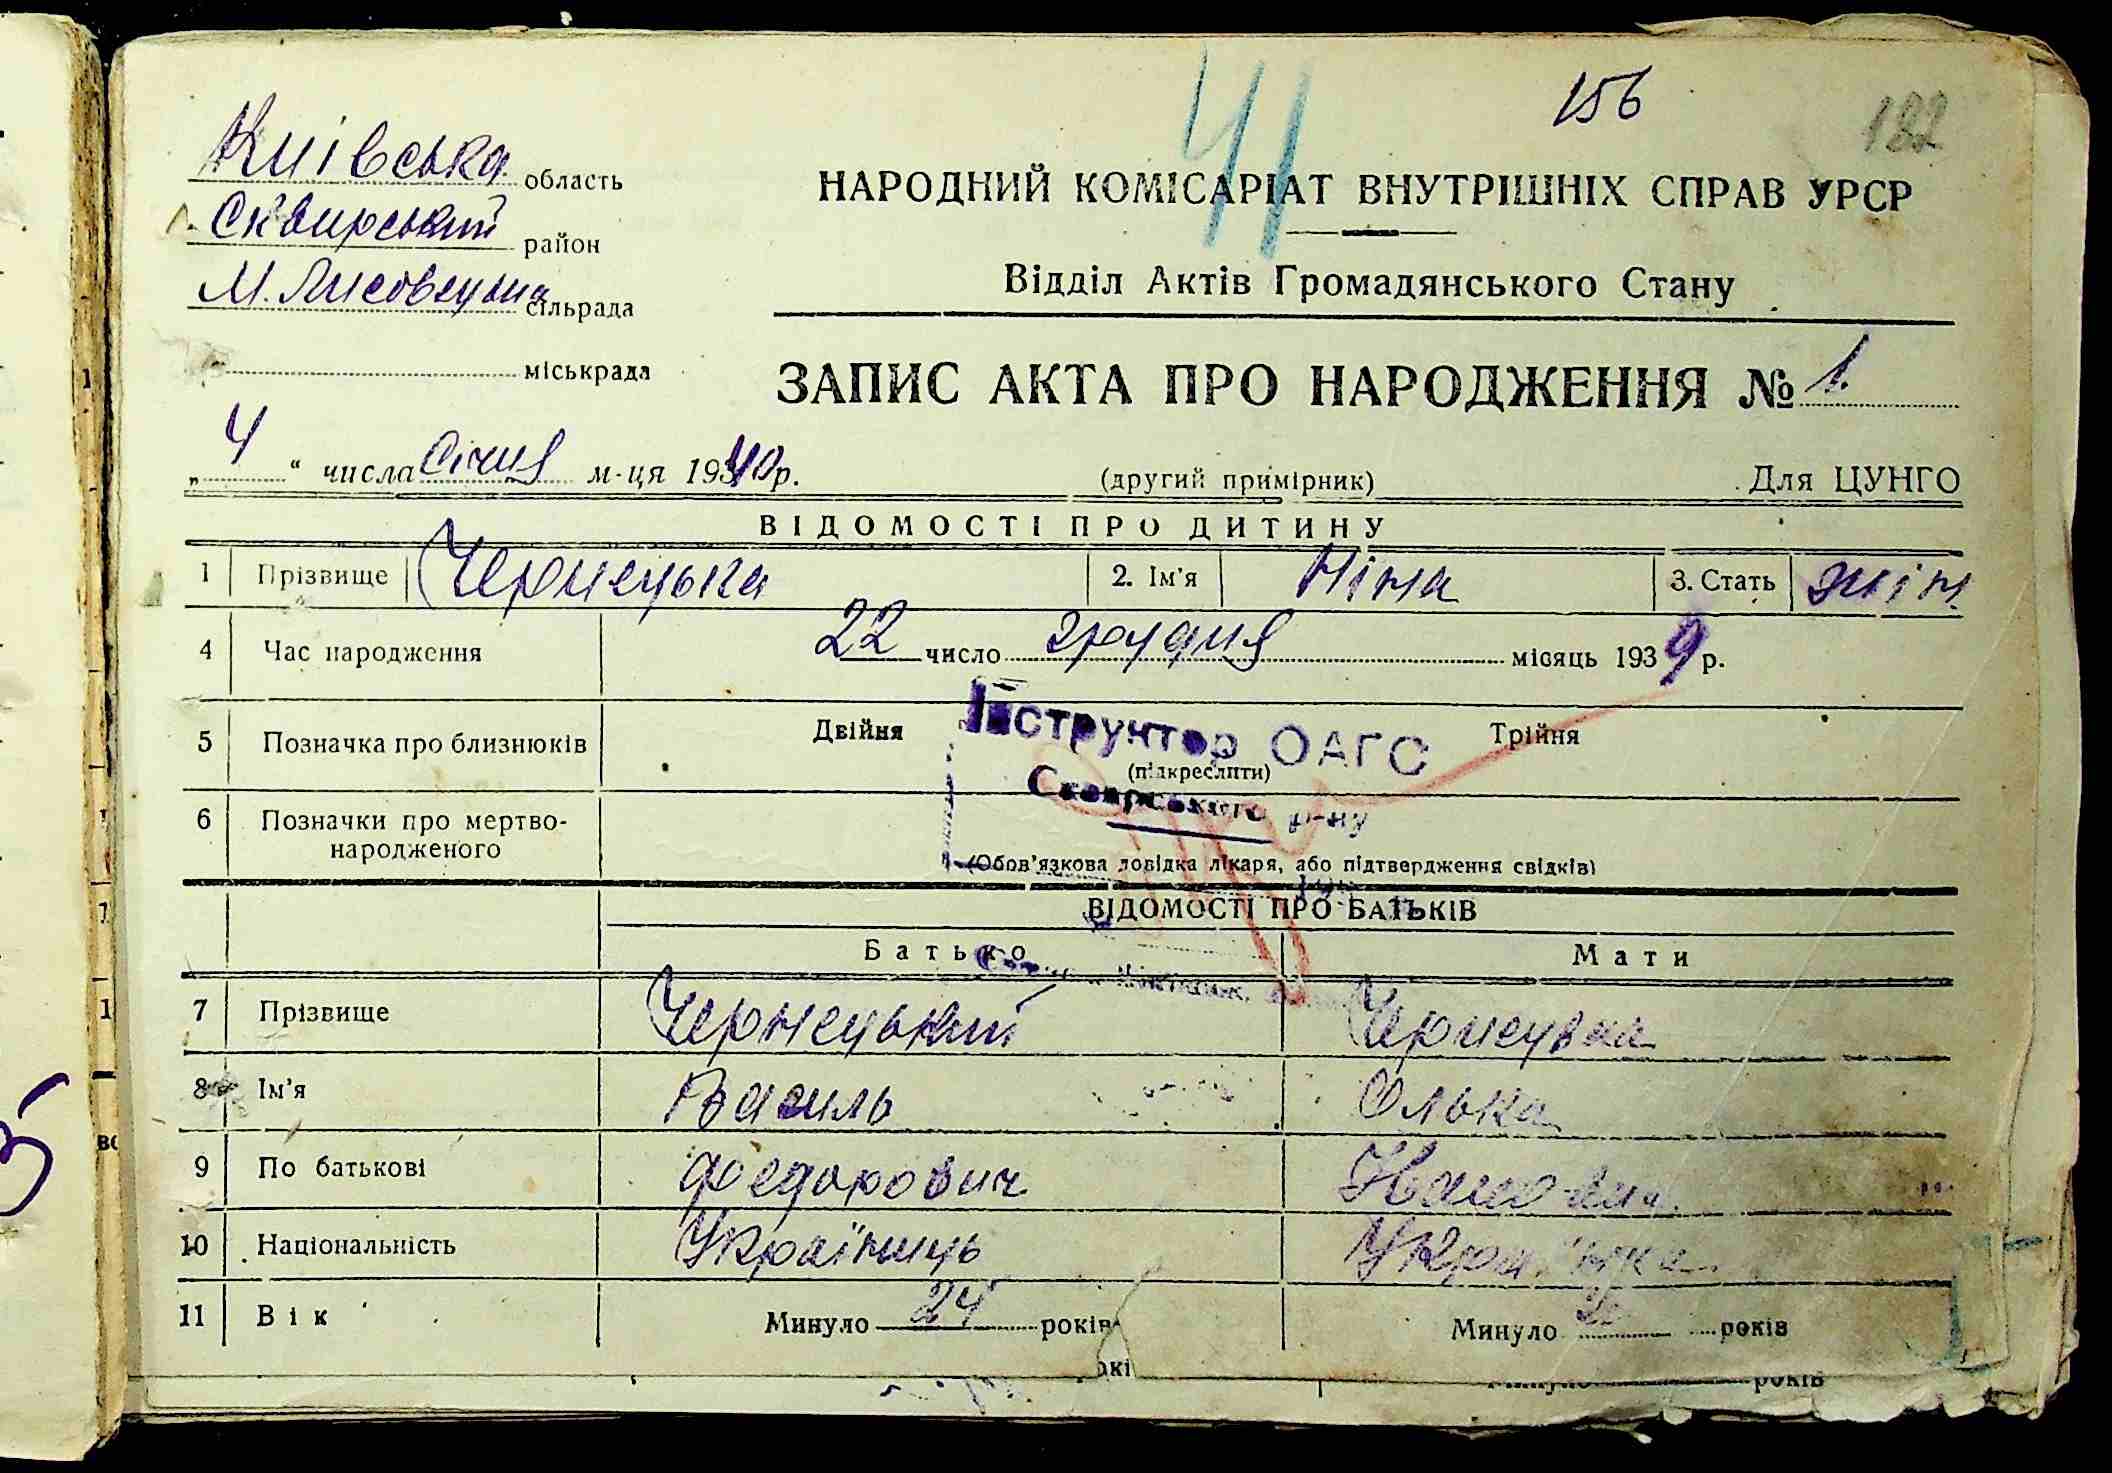 156
182
41
Київська область
Сквирський район
М. Лисовецька сільрада
міськрада
НАРОДНИЙ КОМІСАРІАТ ВНУТРІШНІХ СПРАВ УРСР
Відділ Актів Громадянського Стану
ЗАПИС АКТА ПРО НАРОДЖЕННЯ № 1.
„ 4 “ числа Січня м-ця 1940 р. (другий примірник) Для ЦУНГО
ВІДОМОСТІ ПРО ДИТИНУ
1 Прізвище Чернецька 2. Ім'я Ніна 3. Стать жін.
4 Час народження 22 число грудня місяць 1939 р.
5 Позначка про близнюків Двійня Трійня
(підкреслити)
Інструктор ОАГС
Сквирського р-ну
6 Позначки про мертво-
народженого
(Обов'язкова довідка лікаря, або підтвердження свідків)
ВІДОМОСТІ ПРО БАТЬКІВ
Батько Мати
7 Прізвище Чернецький Чернецька
8 Ім'я Василь Олька
9 По батькові Федорович
10 Національність Українець Українка
11 Вік Минуло 24 років Минуло років
років